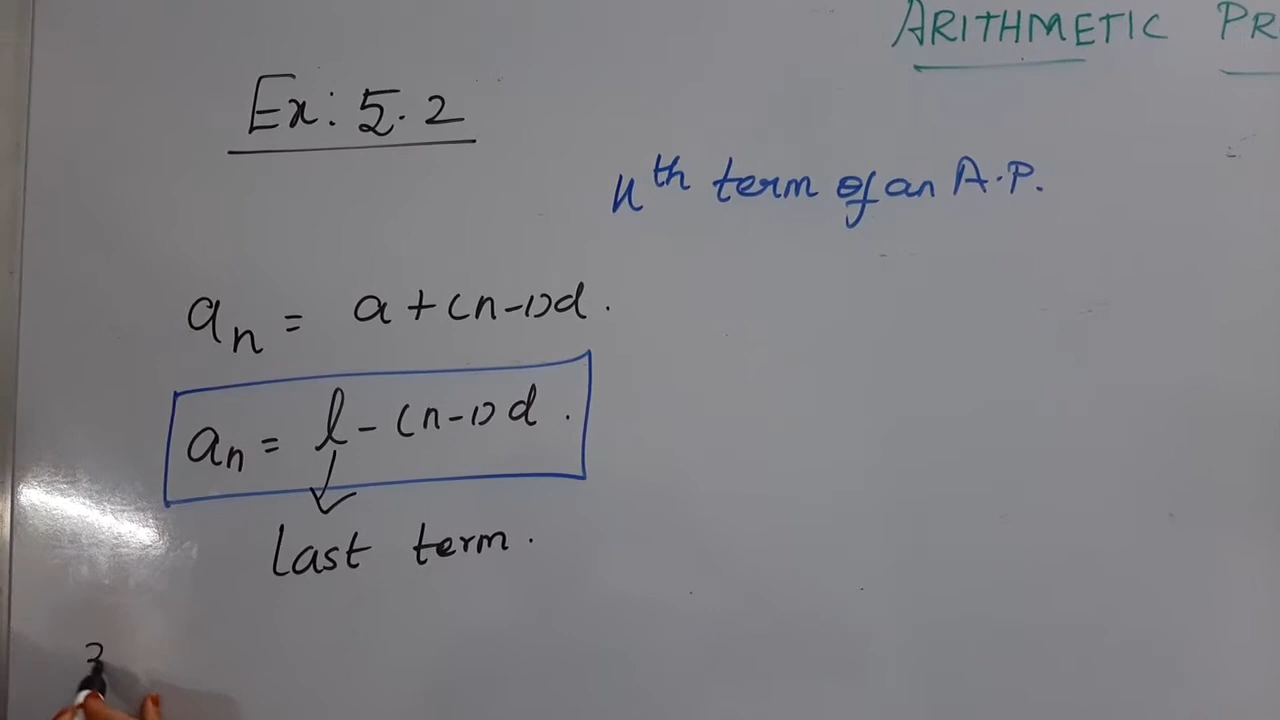 ARITHMETIC PR
Ex: 5.2
nth term of an A.P.
aₙ = a + (n-1)d.
aₙ = l - (n-1)d.
last term.